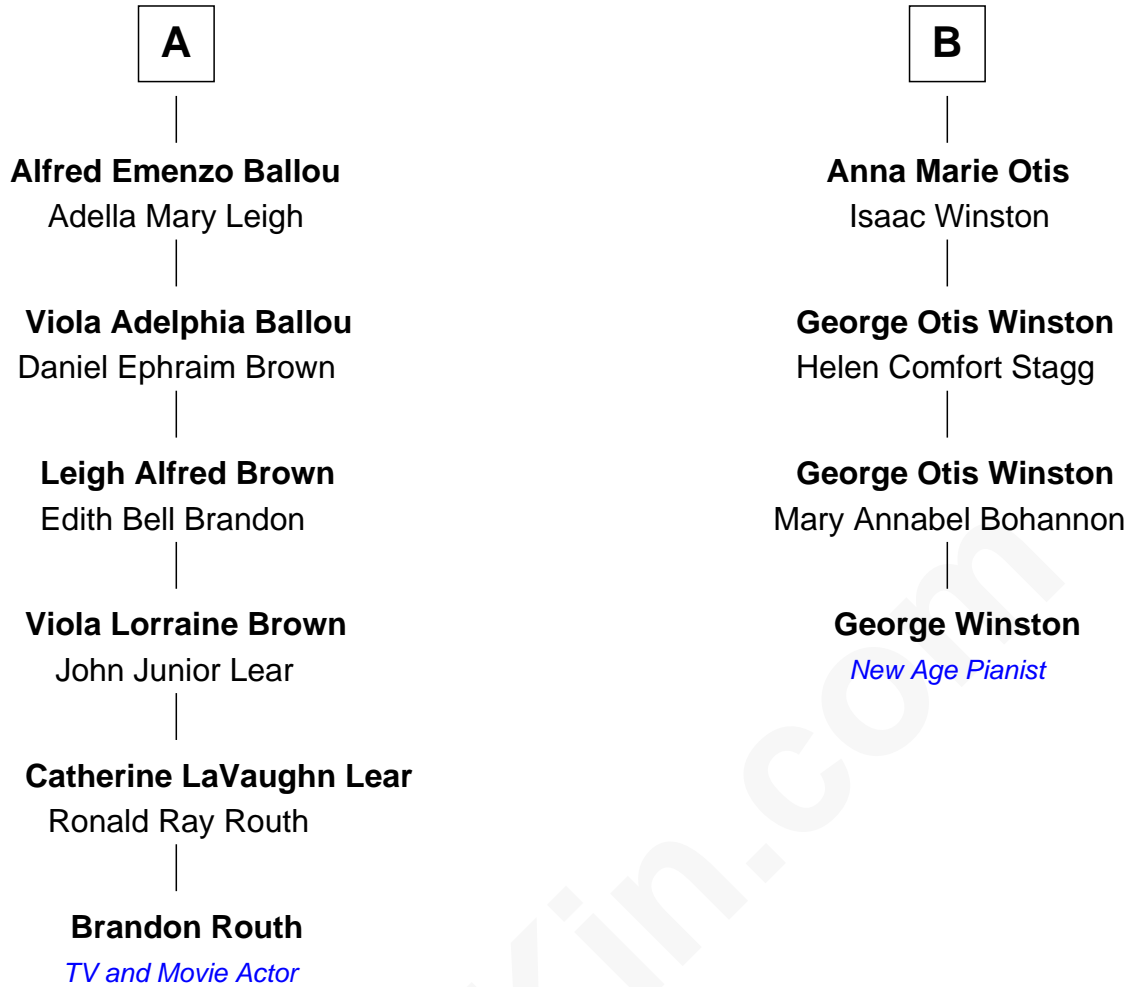 A
Alfred Emenzo Ballou
Adella Mary Leigh
Viola Adelphia Ballou
Daniel Ephraim Brown
Leigh Alfred Brown
Edith Bell Brandon
Viola Lorraine Brown
John Junior Lear
Catherine LaVaughn Lear
Ronald Ray Routh
Brandon Routh
TV and Movie Actor
B
Anna Marie Otis
Isaac Winston
George Otis Winston
Helen Comfort Stagg
George Otis Winston
Mary Annabel Bohannon
George Winston
New Age Pianist